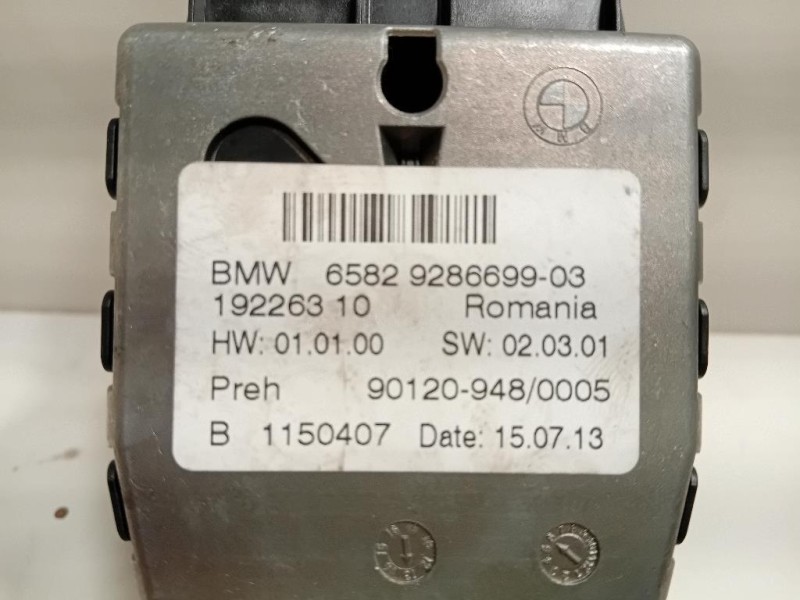 BMW 6582 9286699-03
192263 10 Romania
HW: 01.01.00 SW: 02.03.01
Preh 90120-948/0005
B 1150407 Date: 15.07.13